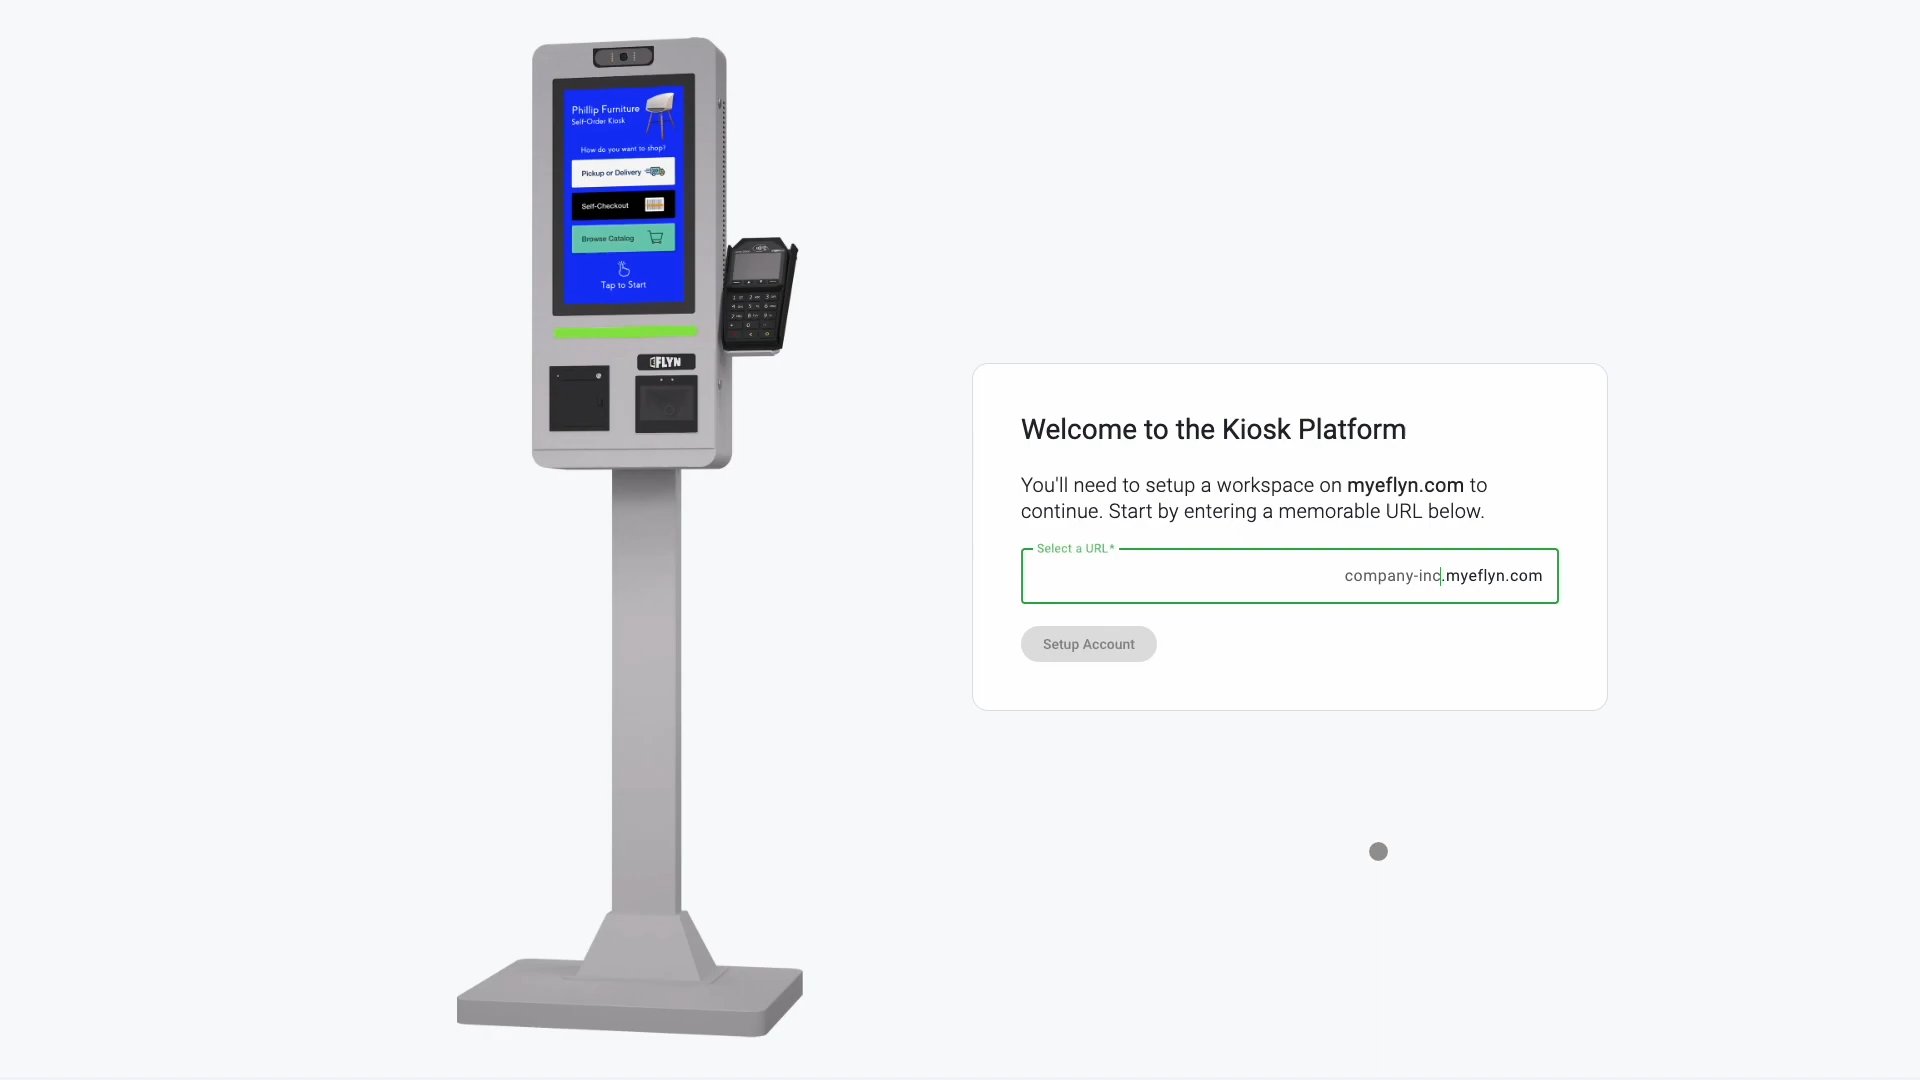 Phillip Furniture
Self-Order Kiosk
How do you want to shop?
Pickup or Delivery
Self-Checkout
Browse Catalog
Tap to Start
FLYN
Welcome to the Kiosk Platform
You'll need to setup a workspace on myeflyn.com to
continue. Start by entering a memorable URL below.
Select a URL*
company-inc.myeflyn.com
Setup Account